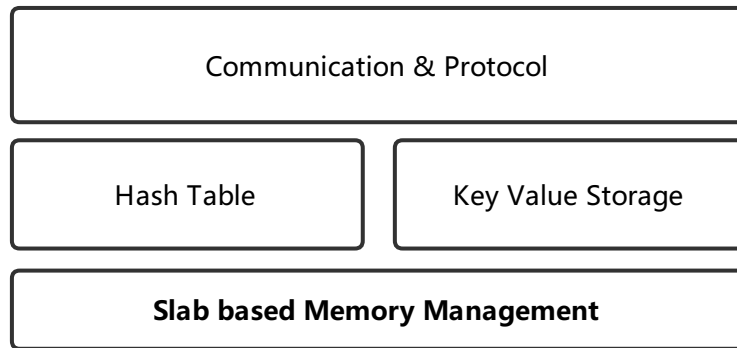 Communication & Protocol
Hash Table
Key Value Storage
Slab based Memory Management